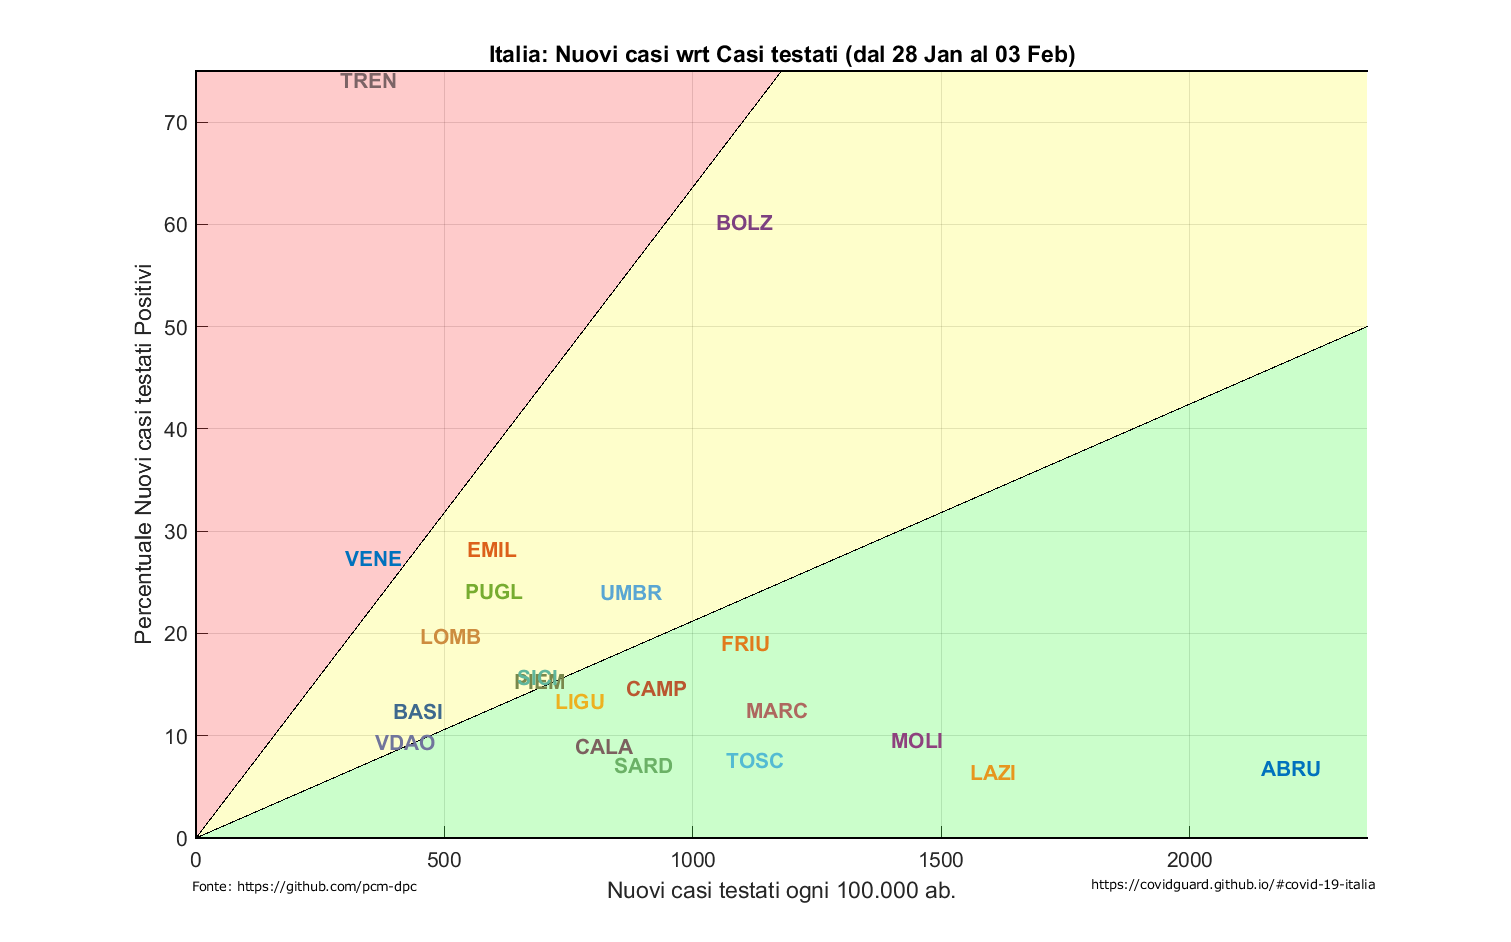 Italia: Nuovi casi wrt Casi testati (dal 28 Jan al 03 Feb)
TREN
70
BOLZ
60
50
40
30
EMIL
VENE
PUGL
UMBR
20
LOMB
FRIU
SICI
PIEM
CAMP
LIGU
BASI
MARC
10
VDAO
CALA
MOLI
TOSC
SARD
LAZI
ABRU
0
0 500 1000 1500 2000
Percentuale Nuovi casi testati Positivi
Nuovi casi testati ogni 100.000 ab.
Fonte: https://github.com/pcm-dpc
https://covidguard.github.io/#covid-19-italia